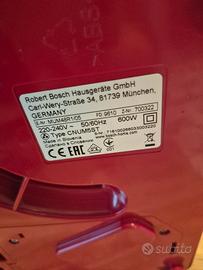 Robert Bosch Hausgeräte GmbH
Carl-Wery-Straße 34, 81739 München,
GERMANY
E-Nr. MUM48R1/05 FD 9610 Z-Nr. 700322
220-240V~ 50/60Hz 600W
Type CNUM5ST
www.bosch-home.com
Made in Slovenia
subito